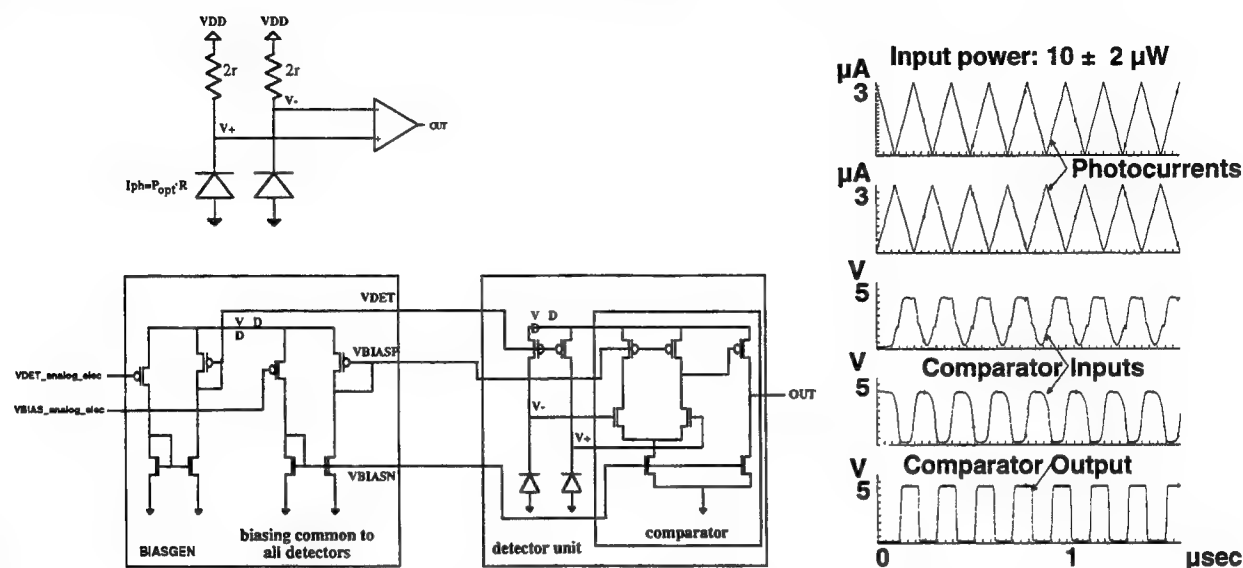 VDD VDD
2r 2r
V-
V+
OUT
Iph=Popt·R
VDET
V_D
D
VDET_analog_elec
VBIAS_analog_elec
VBIASP
VBIASN
BIASGEN
biasing common to
all detectors
V_D
D
V-
V+
OUT
detector unit
comparator
Input power: 10 ± 2 µW
µA
3
Photocurrents
µA
3
V
5
Comparator Inputs
V
5
Comparator Output
V
5
0 1 µsec